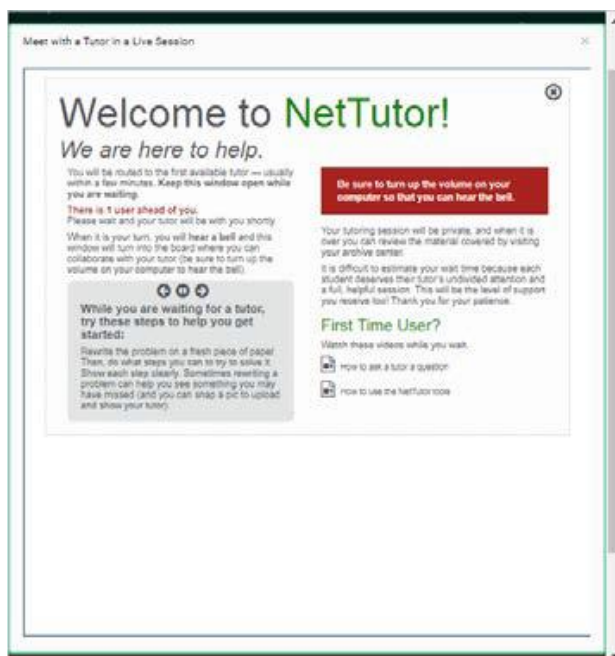 Meet with a Tutor in a Live Session
Welcome to NetTutor!
We are here to help.
You will be routed to the first available tutor — usually
within a few minutes. Keep this window open while
you are waiting.
There is 1 user ahead of you.
Please wait and your tutor will be with you shortly.
When it is your turn, you will hear a bell and this
window will turn into the board where you can
collaborate with your tutor (be sure to turn up the
volume on your computer to hear the bell).
While you are waiting for a tutor,
try these steps to help you get
started:
Rewrite the problem on a fresh piece of paper.
Then, do what steps you can to try to solve it.
Show each step clearly. Sometimes rewriting a
problem can help you see something you may
have missed (and you can snap a pic to upload
and show your tutor).
Be sure to turn up the volume on your
computer so that you can hear the bell.
Your tutoring session will be private, and when it is
over you can review the material covered by visiting
your archive center.
It is difficult to estimate your wait time because each
student deserves their tutor's undivided attention and
a full, helpful session. This will be the level of support
you receive too! Thank you for your patience.
First Time User?
Watch these videos while you wait.
How to ask a tutor a question
How to use the NetTutor tools